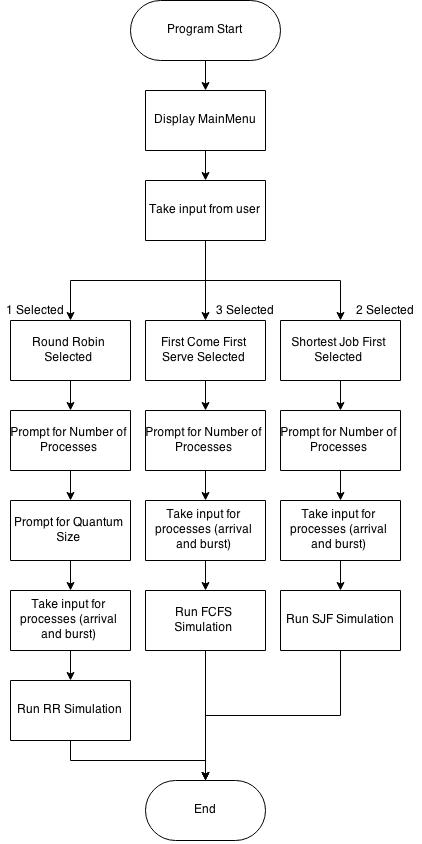 Program Start
Display MainMenu
Take input from user
1 Selected
3 Selected
2 Selected
Round Robin
Selected
First Come First
Serve Selected
Shortest Job First
Selected
Prompt for Number of
Processes
Prompt for Number of
Processes
Prompt for Number of
Processes
Prompt for Quantum
Size
Take input for
processes (arrival
and burst)
Take input for
processes (arrival
and burst)
Take input for
processes (arrival
and burst)
Run FCFS
Simulation
Run SJF Simulation
Run RR Simulation
End